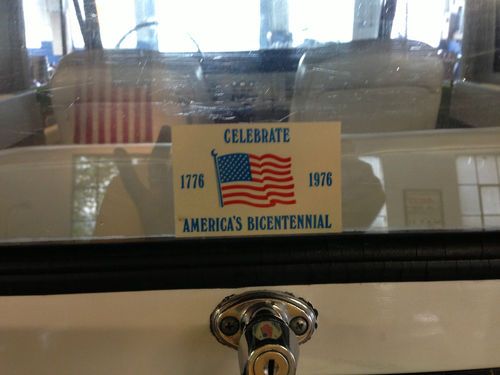 CELEBRATE
1776 1976
AMERICA'S BICENTENNIAL